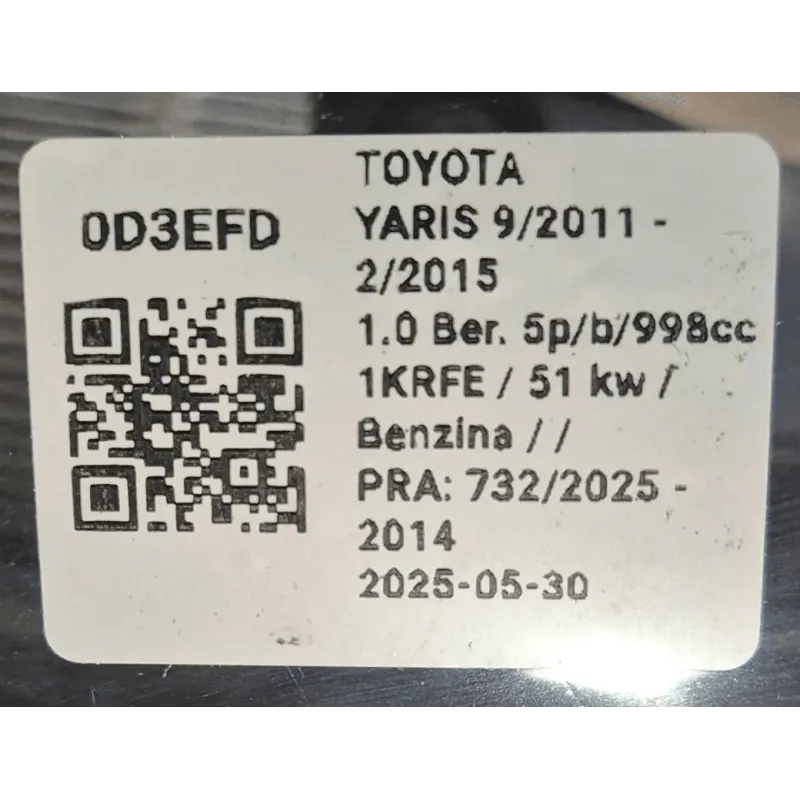 0D3EFD
TOYOTA
YARIS 9/2011 -
2/2015
1.0 Ber. 5p/b/998cc
1KRFE / 51 kw /
Benzina / /
PRA: 732/2025 -
2014
2025-05-30